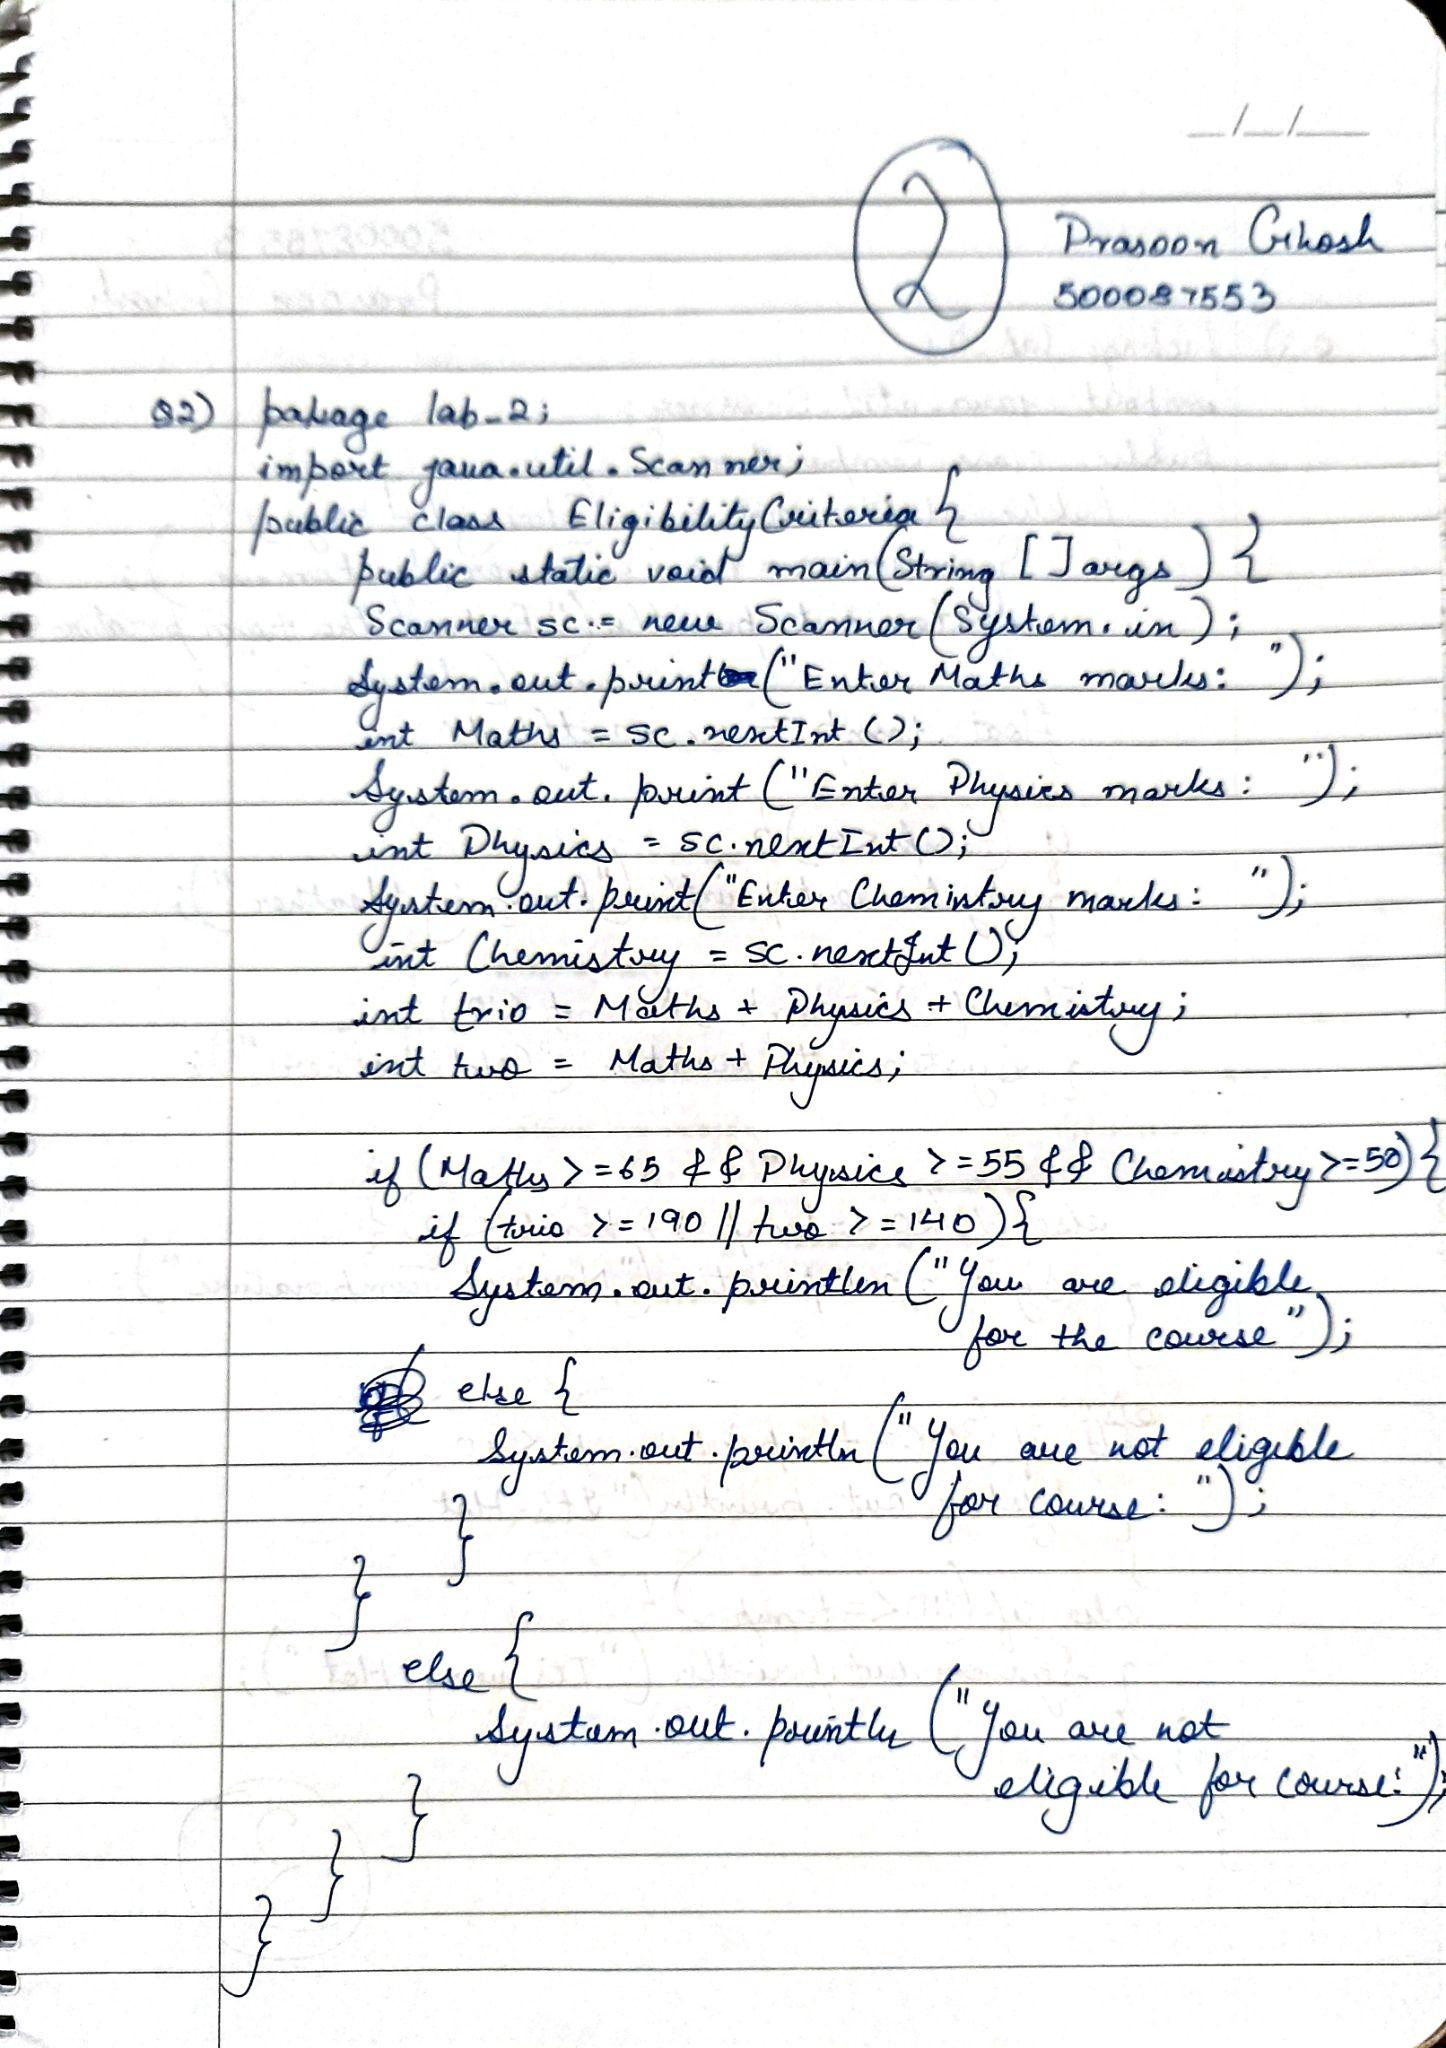 __/__/____
2
Prasoon Ghosh
500087553
Q2) pakage lab_2;
import java.util.Scanner;
public class EligibilityCriteria {
public static void main(String [] args) {
Scanner sc = new Scanner(System.in);
System.out.print("Enter Maths marks: ");
int Maths = sc.nextInt();
System.out.print("Enter Physics marks: ");
int Physics = sc.nextInt();
System.out.print("Enter Chemistry marks: ");
int Chemistry = sc.nextInt();
int trio = Maths + Physics + Chemistry;
int two = Maths + Physics;
if (Maths >= 65 && Physics >= 55 && Chemistry >= 50) {
if (trio >= 190 || two >= 140) {
System.out.println("You are eligible
for the course");
else {
System.out.println("You are not eligible
for course: ");
}
}
else {
System.out.println("You are not
eligible for course:");
}
}
}